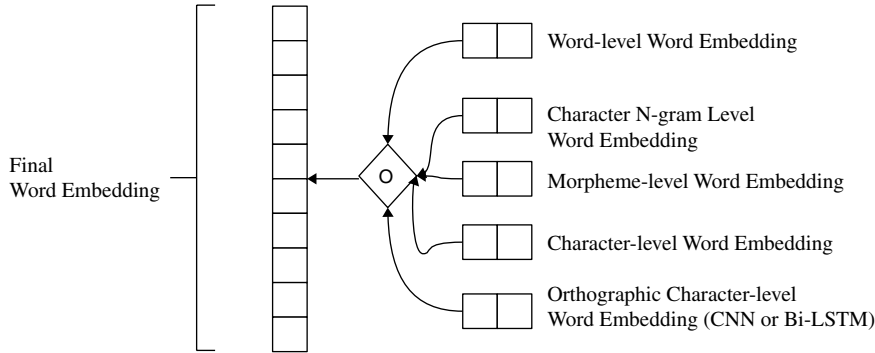 Word-level Word Embedding
Character N-gram Level
Word Embedding
Final
Word Embedding
O
Morpheme-level Word Embedding
Character-level Word Embedding
Orthographic Character-level
Word Embedding (CNN or Bi-LSTM)